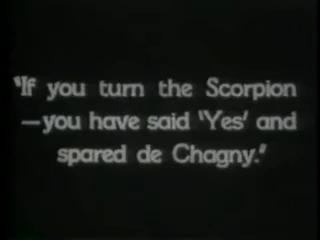 "If you turn the Scorpion
—you have said 'Yes' and
spared de Chagny."